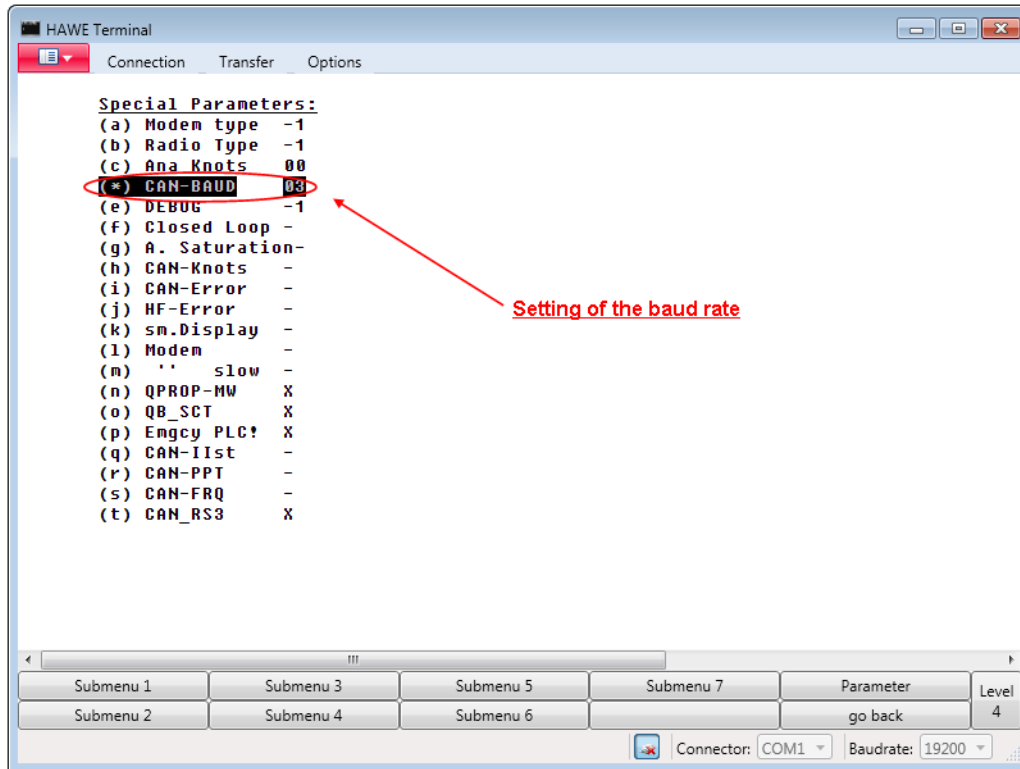 HAWE Terminal
Connection Transfer Options
Special Parameters:
(a) Modem type -1
(b) Radio Type -1
(c) Ana Knots 00
(*) CAN-BAUD 03
(e) DEBUG -1
(f) Closed Loop -
(g) A. Saturation-
(h) CAN-Knots -
(i) CAN-Error -
(j) HF-Error -
(k) sm.Display -
(l) Modem -
(m) '' slow -
(n) QPROP-MW X
(o) QB_SCT X
(p) Emgcy PLC! X
(q) CAN-IIst -
(r) CAN-PPT -
(s) CAN-FRQ -
(t) CAN_RS3 X
Setting of the baud rate
Submenu 1 Submenu 3 Submenu 5 Submenu 7 Parameter Level
Submenu 2 Submenu 4 Submenu 6 go back 4
Connector: COM1 Baudrate: 19200